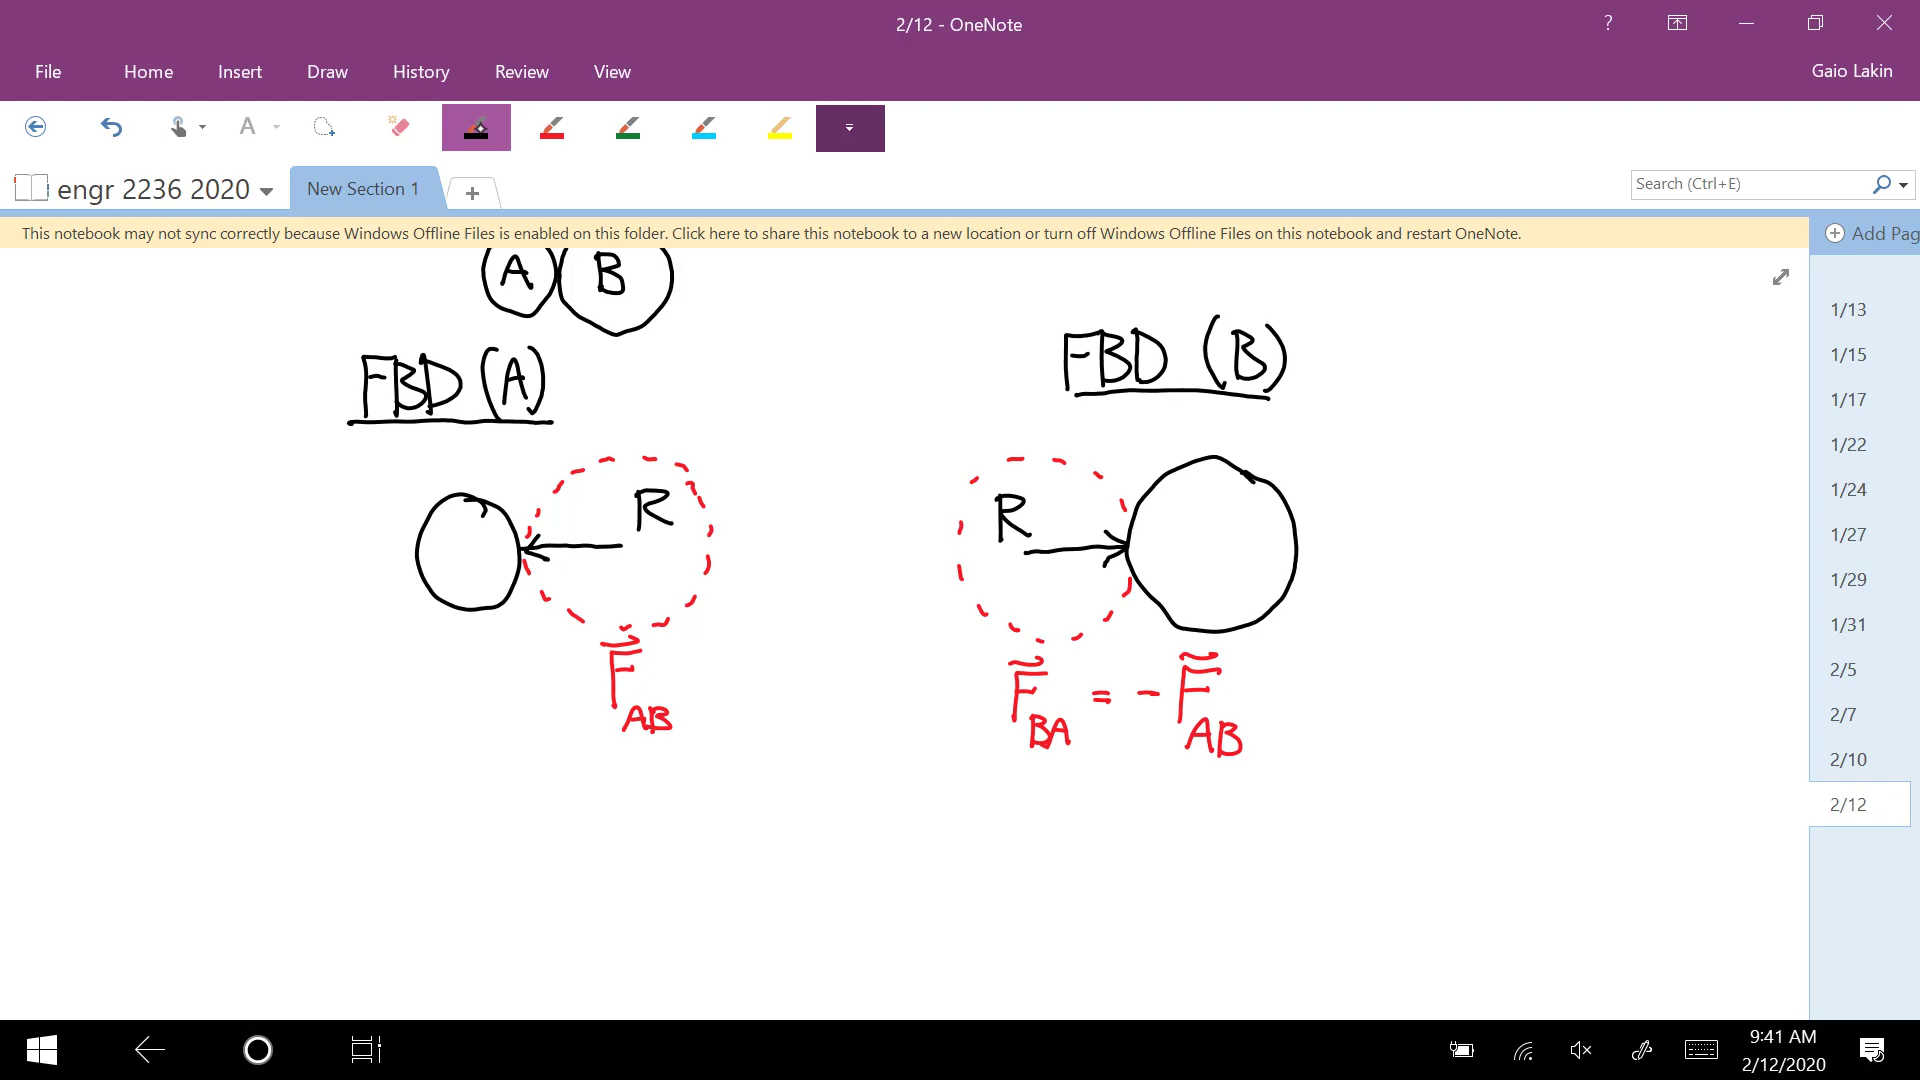 2/12 - OneNote
?
File Home Insert Draw History Review View
Gaio Lakin
A
engr 2236 2020
New Section 1
+
Search (Ctrl+E)
This notebook may not sync correctly because Windows Offline Files is enabled on this folder. Click here to share this notebook to a new location or turn off Windows Offline Files on this notebook and restart OneNote.
Add Pag
1/13
1/15
1/17
1/22
1/24
1/27
1/29
1/31
2/5
2/7
2/10
2/12
A B
FBD (A)
FBD (B)
R
R
F⃗AB
F⃗BA = - F⃗AB
9:41 AM
2/12/2020